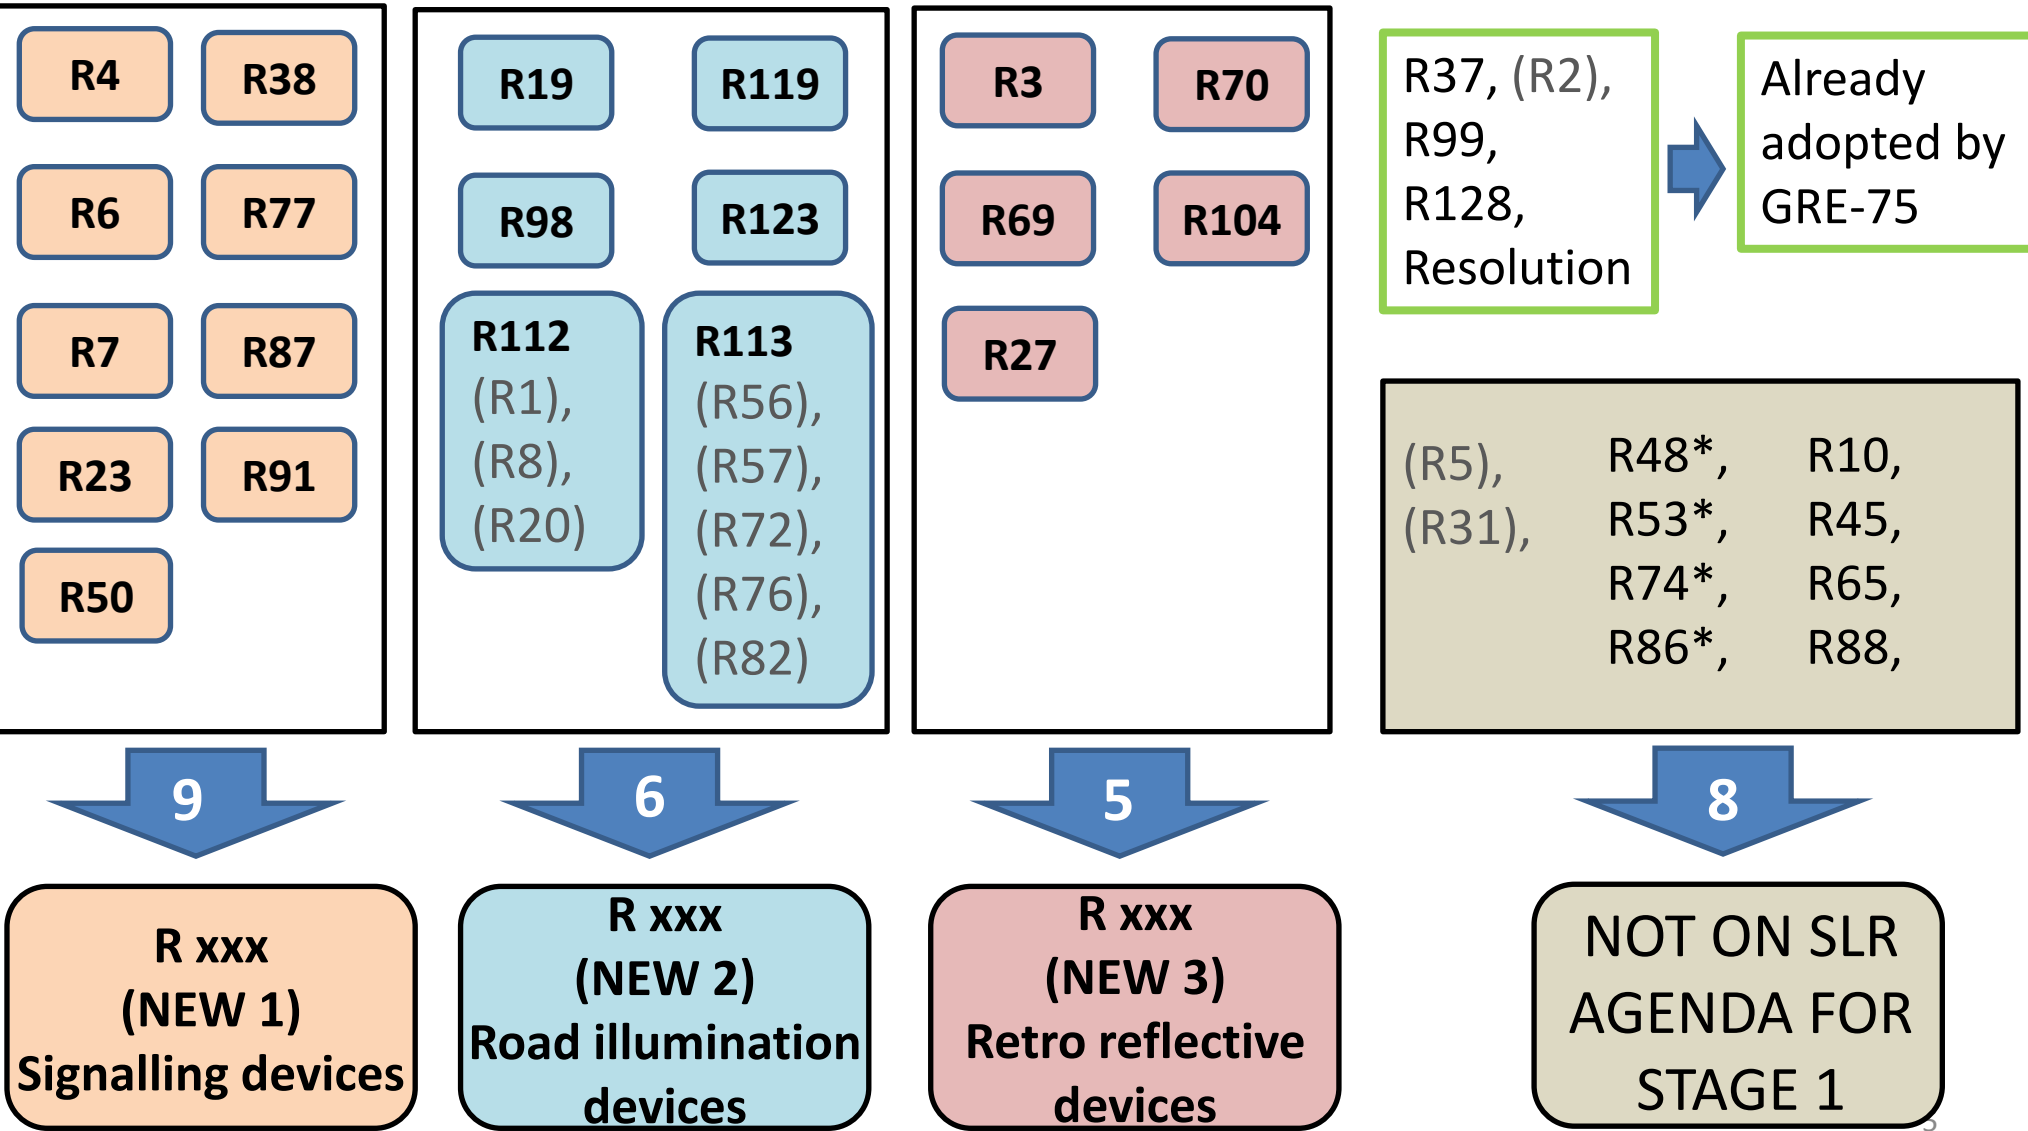 R4
R38
R6
R77
R7
R87
R23
R91
R50
R19
R119
R98
R123
R112
(R1),
(R8),
(R20)
R113
(R56),
(R57),
(R72),
(R76),
(R82)
R3
R70
R69
R104
R27
R37, (R2),
R99,
R128,
Resolution
Already
adopted by
GRE-75
(R5),
(R31),
R48*,
R53*,
R74*,
R86*,
R10,
R45,
R65,
R88,
9
6
5
8
R xxx
(NEW 1)
Signalling devices
R xxx
(NEW 2)
Road illumination
devices
R xxx
(NEW 3)
Retro reflective
devices
NOT ON SLR
AGENDA FOR
STAGE 1